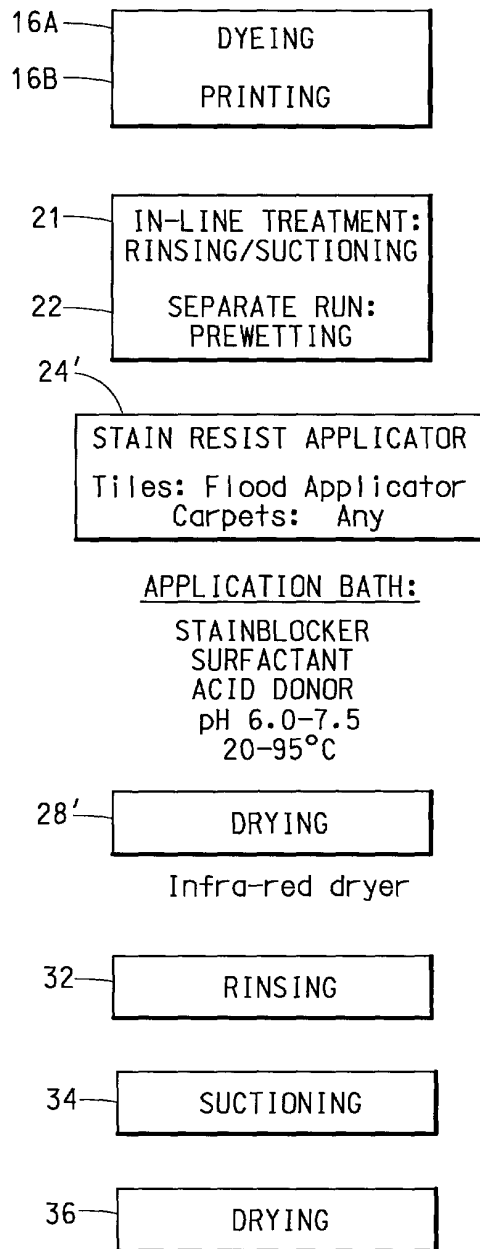 16A
DYEING
16B
PRINTING
21
IN-LINE TREATMENT:
RINSING/SUCTIONING
22
SEPARATE RUN:
PREWETTING
24'
STAIN RESIST APPLICATOR
Tiles: Flood Applicator
Carpets: Any
APPLICATION BATH:
STAINBLOCKER
SURFACTANT
ACID DONOR
pH 6.0-7.5
20-95°C
28'
DRYING
Infra-red dryer
32
RINSING
34
SUCTIONING
36
DRYING